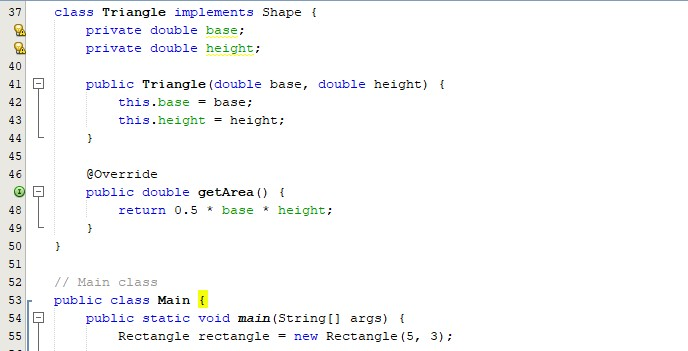 37 class Triangle implements Shape {
private double base;
private double height;
40
41 public Triangle(double base, double height) {
42 this.base = base;
43 this.height = height;
44 }
45
46 @Override
public double getArea() {
48 return 0.5 * base * height;
49 }
50 }
51
52 // Main class
53 public class Main {
54 public static void main(String[] args) {
55 Rectangle rectangle = new Rectangle(5, 3);